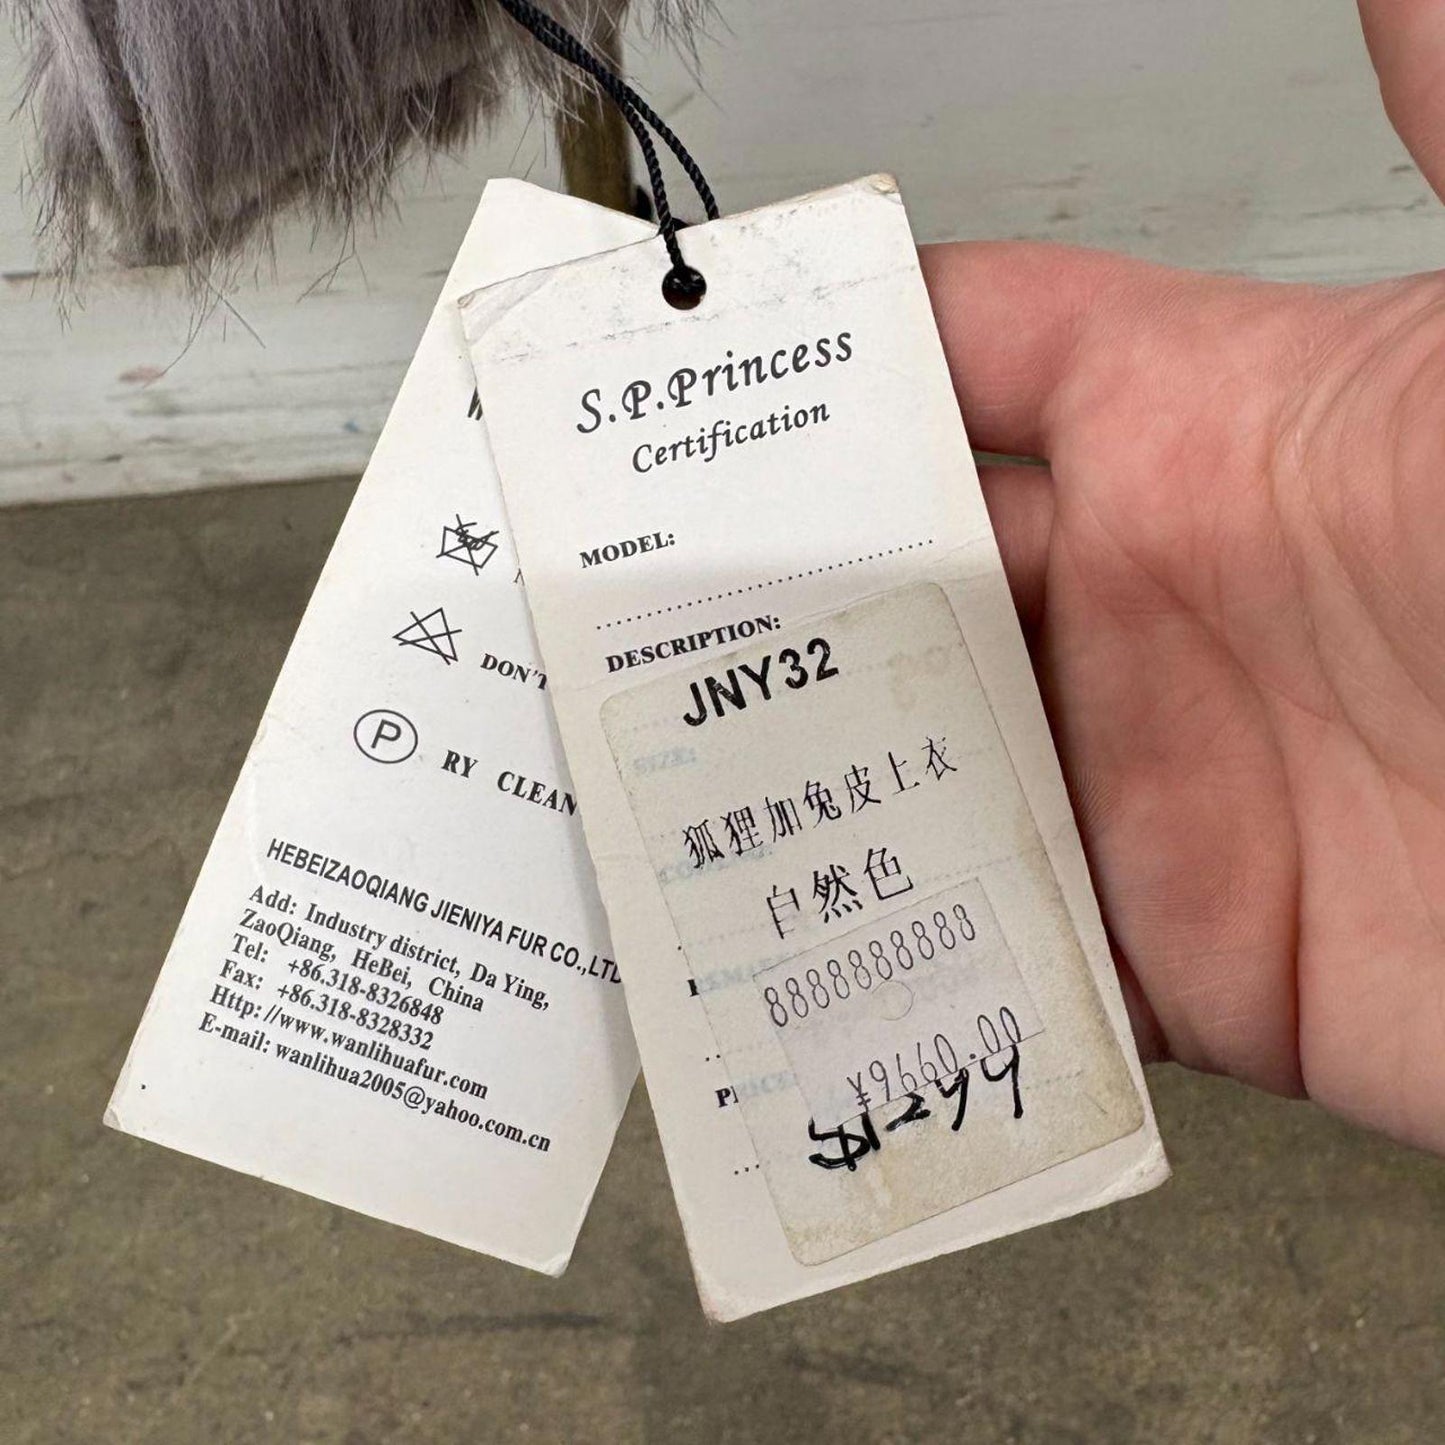 S.P.Princess
Certification
MODEL:
DESCRIPTION:
JNY32
SIZE:
狐狸加兔皮上衣
自然色
8888888888
PRICE:
¥9660.00
DON'T
P
RY CLEAN
HEBEIZAOQIANG JIENIYA FUR CO.,LTD
Add: Industry district, Da Ying,
ZaoQiang, HeBei, China
Tel: +86.318-8326848
Fax: +86.318-8328332
Http: //www.wanlihuafur.com
E-mail: wanlihua2005@yahoo.com.cn